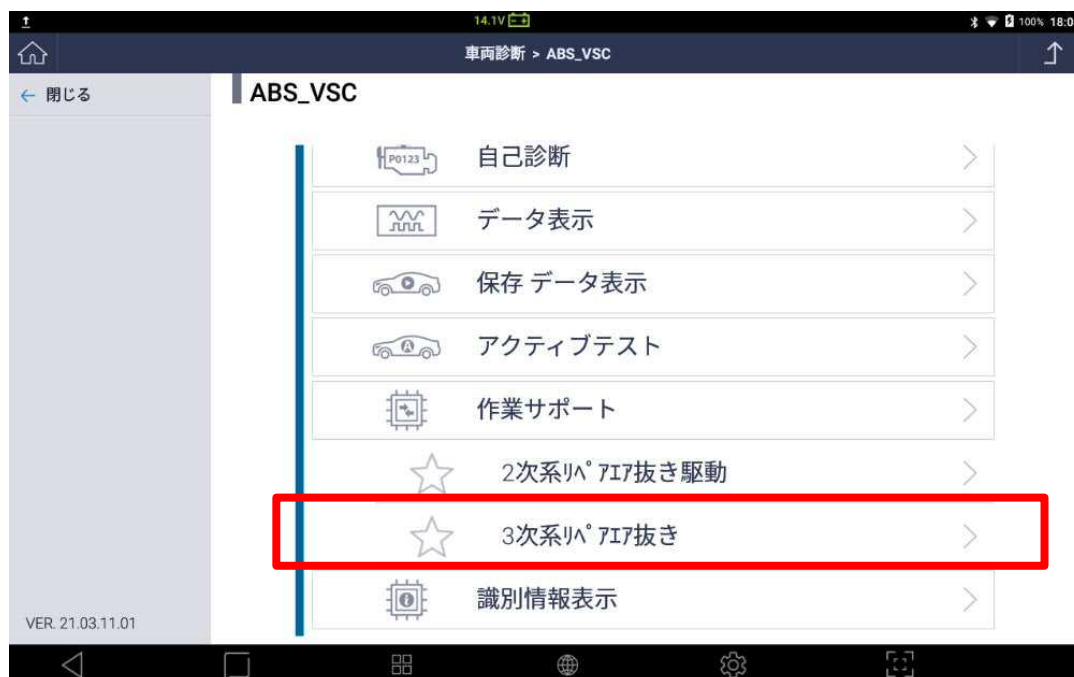 14.1V
100% 18:0
車両診断 > ABS_VSC
← 閉じる
ABS_VSC
P0123
自己診断
データ表示
保存 データ表示
A
アクティブテスト
作業サポート
2次系ﾘﾍﾟｱｴｱ抜き駆動
3次系ﾘﾍﾟｱｴｱ抜き
識別情報表示
VER. 21.03.11.01